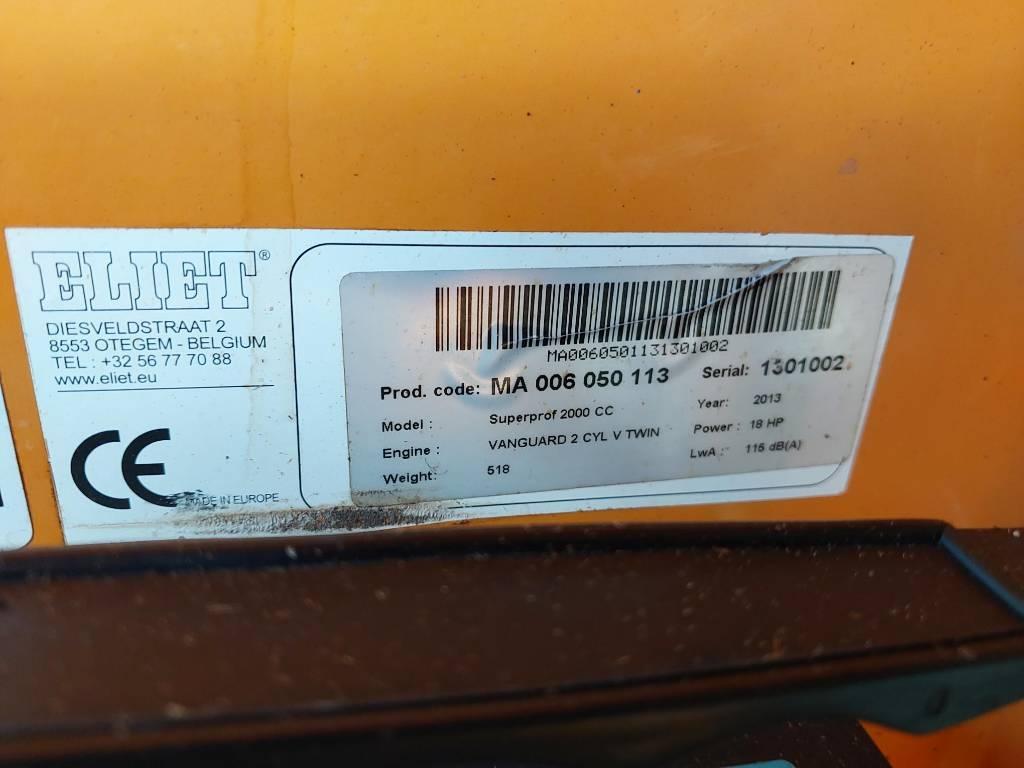 ELIET®
DIESVELDSTRAAT 2
8553 OTEGEM - BELGIUM
TEL : +32 56 77 70 88
www.eliet.eu
CE
MADE IN EUROPE
MA0060501131301002
Prod. code: MA 006 050 113 Serial: 1301002
Model : Superprof 2000 CC Year: 2013
Engine : VANGUARD 2 CYL V TWIN Power : 18 HP
Weight: 518 LwA : 115 dB(A)